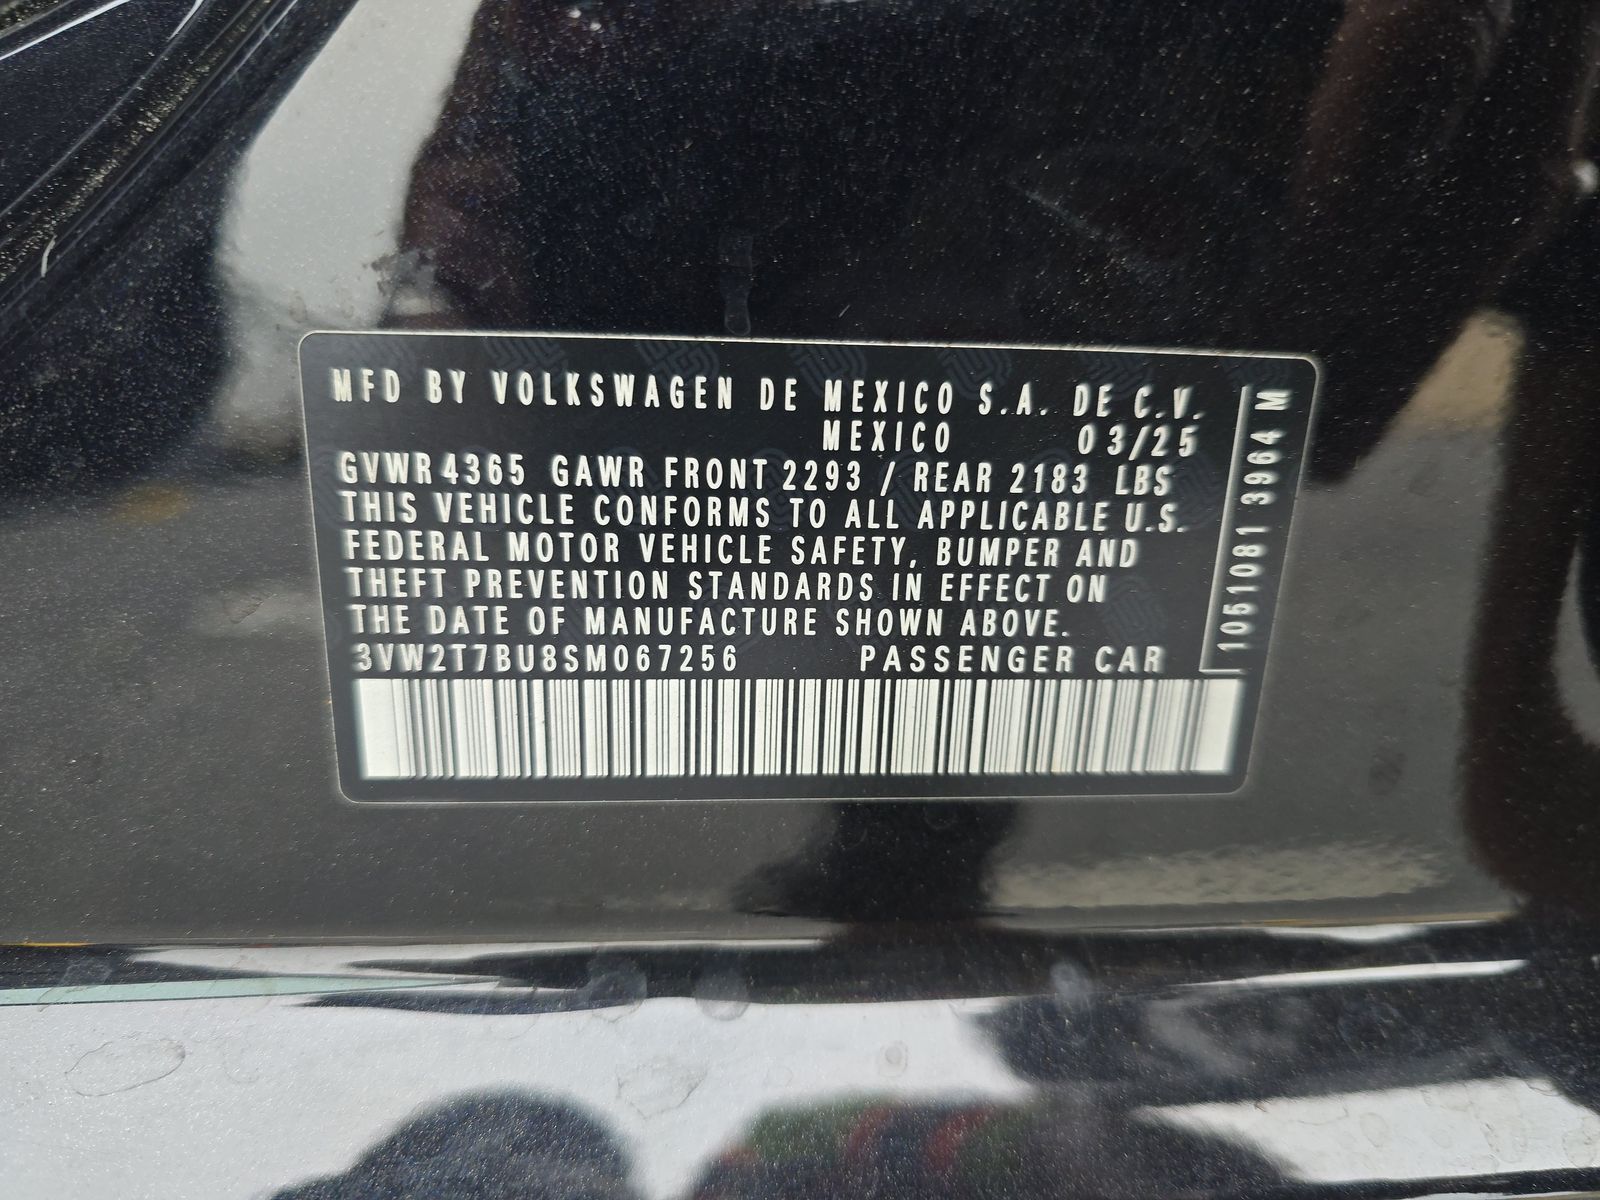 MFD BY VOLKSWAGEN DE MEXICO S.A. DE C.V.
MEXICO 03/25
GVWR 4365 GAWR FRONT 2293 / REAR 2183 LBS
THIS VEHICLE CONFORMS TO ALL APPLICABLE U.S.
FEDERAL MOTOR VEHICLE SAFETY, BUMPER AND
THEFT PREVENTION STANDARDS IN EFFECT ON
THE DATE OF MANUFACTURE SHOWN ABOVE.
3VW2T7BU8SM067256 PASSENGER CAR
1051081 3964 M